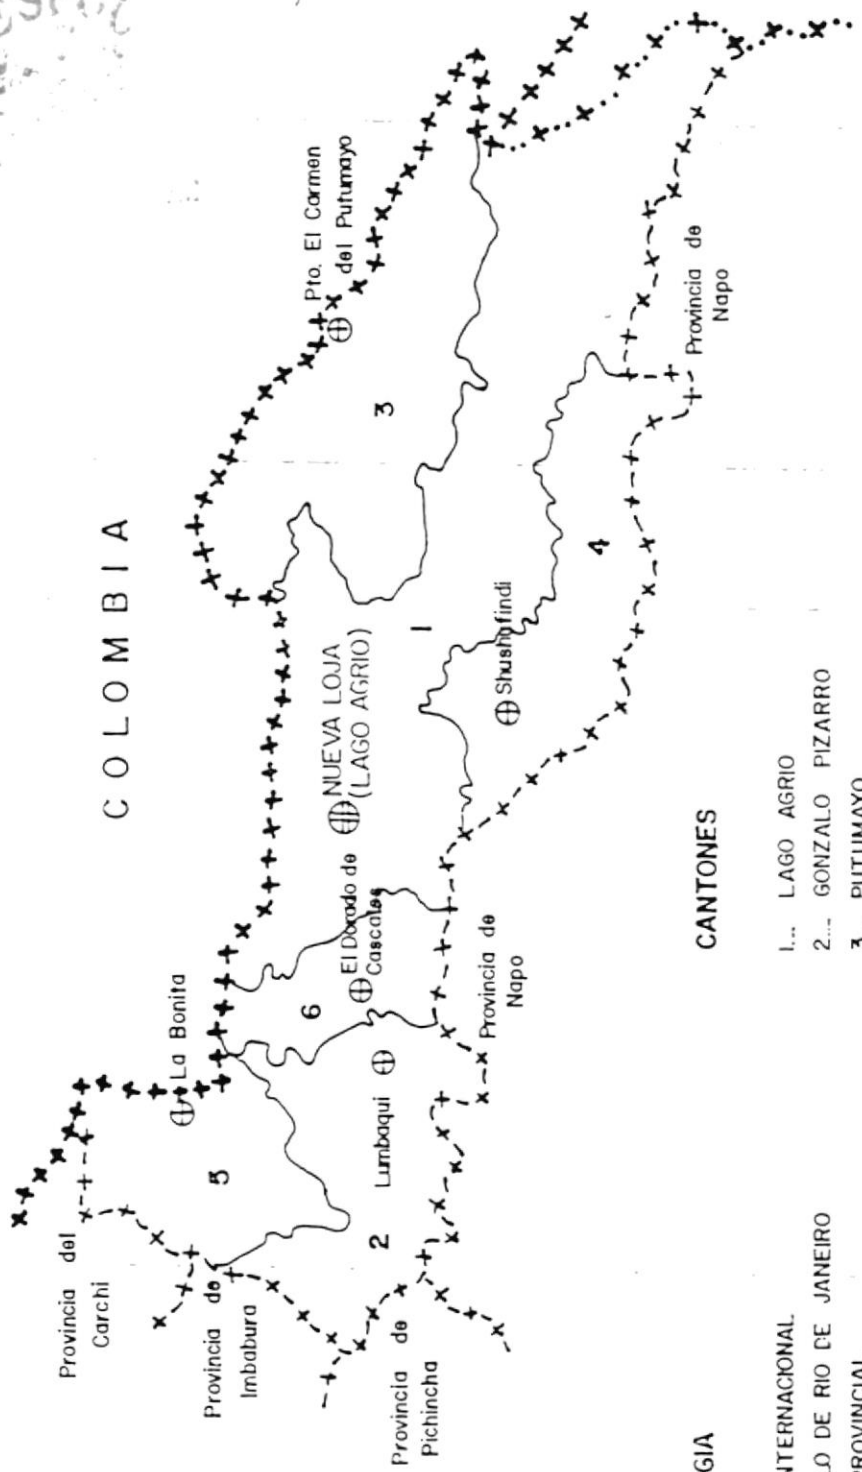 COLOMBIA
Pto. El Carmen
del Putumayo
3
Provincia de
Napo
4
1
Shushufindi
NUEVA LOJA
(LAGO AGRIO)
El Dorado de
Cascales
6
Provincia de
Napo
La Bonita
Lumbaqui
5
2
Provincia del
Carchi
Provincia de
Imbabura
Provincia de
Pichincha
CANTONES
1... LAGO AGRIO
2... GONZALO PIZARRO
3... PUTUMAYO
GIA
NTERNACIONAL
LO DE RIO DE JANEIRO
PROVINCIAL